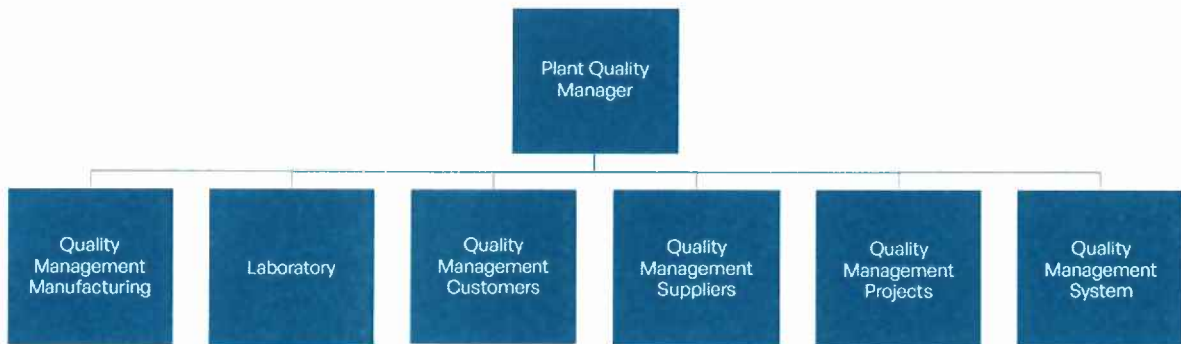 Plant Quality
Manager
Quality
Management
Manufacturing
Laboratory
Quality
Management
Customers
Quality
Management
Suppliers
Quality
Management
Projects
Quality
Management
System